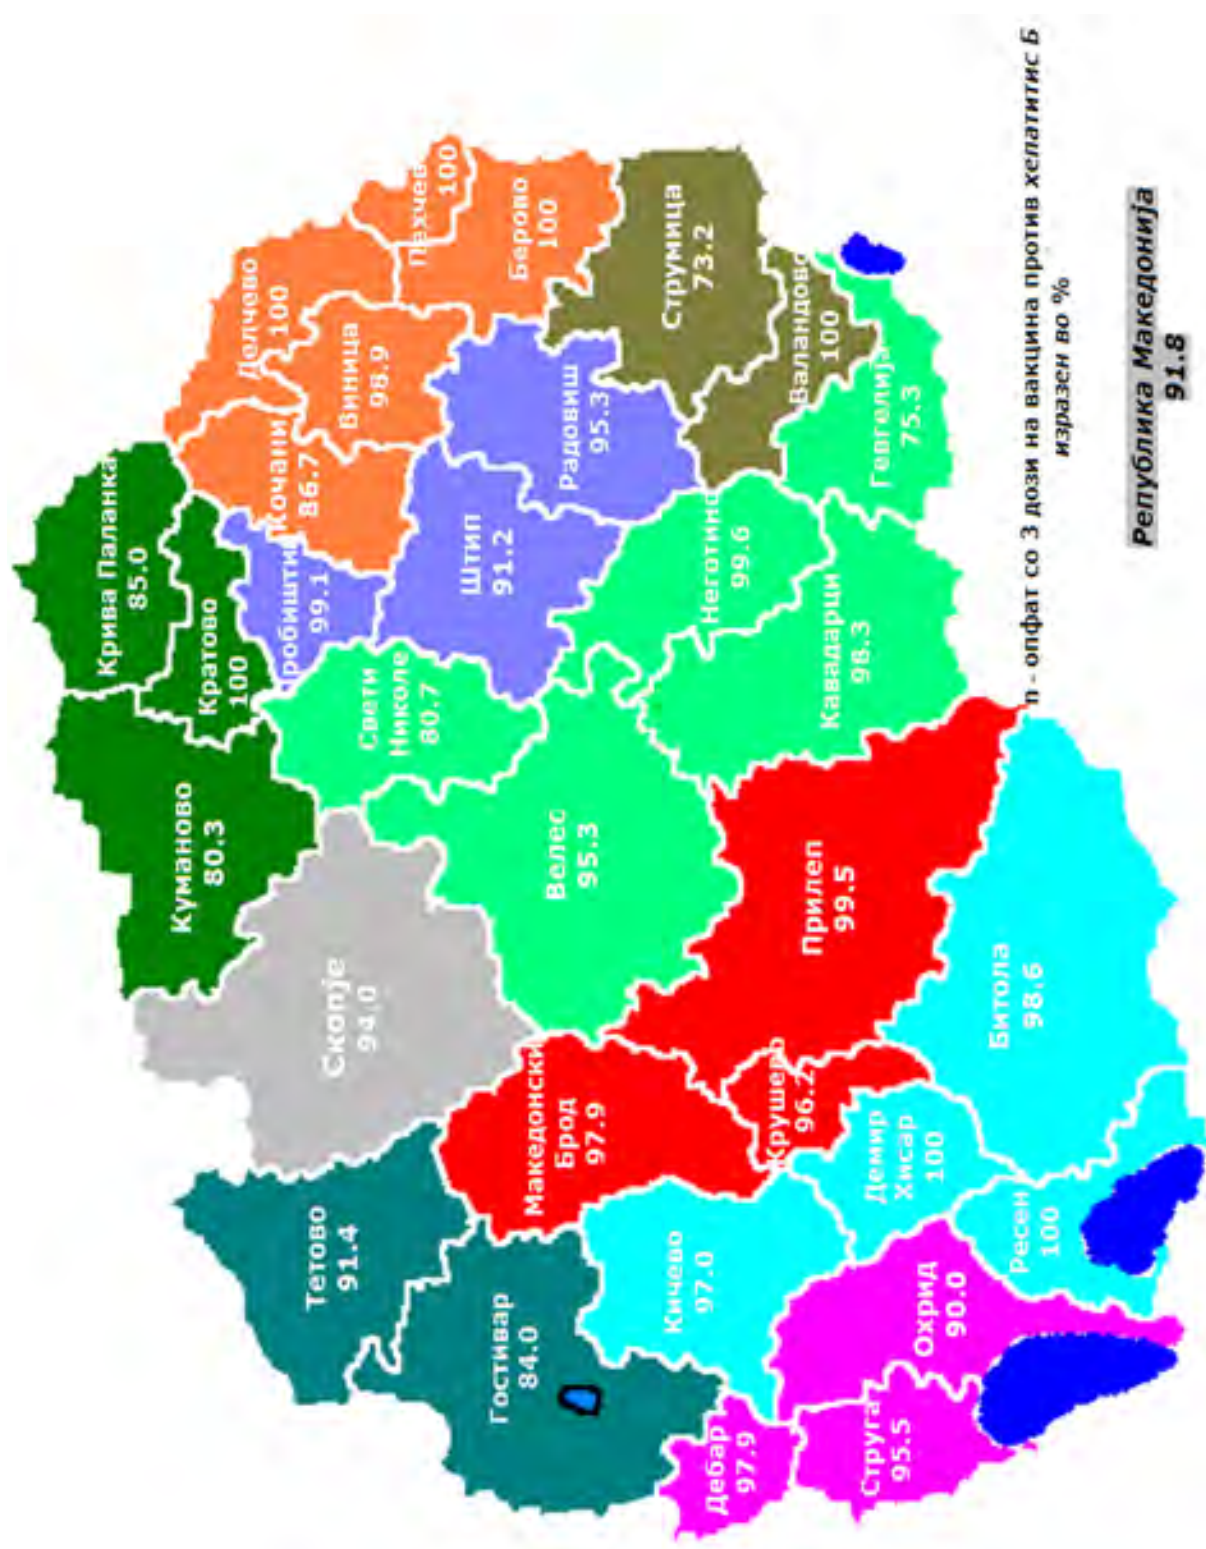 Крива Паланка
85.0
Куманово
80.3
Кратово
100
Делчево
100
Пехчев
100
Берово
100
Виница
98.9
Кочани
86.7
робиштип
99.1
Штип
91.2
Радовиш
95.3
Струмица
73.2
Валандово
100
Гевгелија
75.3
Неготино
99.6
Кавадарци
98.3
Свети
Николе
80.7
Велес
95.3
Скопје
94.0
Тетово
91.4
Гостивар
84.0
Македонски
Брод
97.9
Прилеп
99.5
Крушево
96.2
Битола
98.6
Демир
Хисар
100
Ресен
100
Кичево
97.0
Охрид
90.0
Дебар
97.9
Струга
95.5
n - опфат со 3 дози на вакцина против хепатитис Б
изразен во %
Република Македонија
91.8